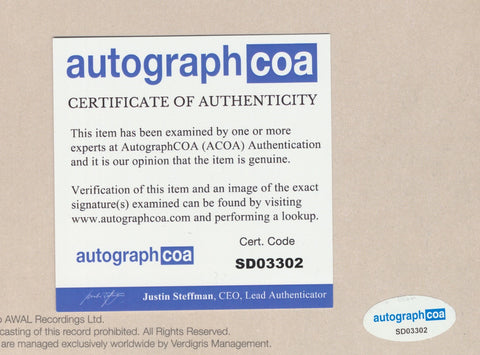 autographcoa
CERTIFICATE OF AUTHENTICITY
This item has been examined by one or more
experts at AutographCOA (ACOA) Authentication
and it is our opinion that the item is genuine.
Verification of this item and an image of the exact
signature(s) examined can be found by visiting
www.autographcoa.com and performing a lookup.
autographcoa
Cert. Code
SD03302
Justin Steffman, CEO, Lead Authenticator
AWAL Recordings Ltd.
casting of this record prohibited. All Rights Reserved.
are managed exclusively worldwide by Verdigris Management.
autographcoa
SD03302